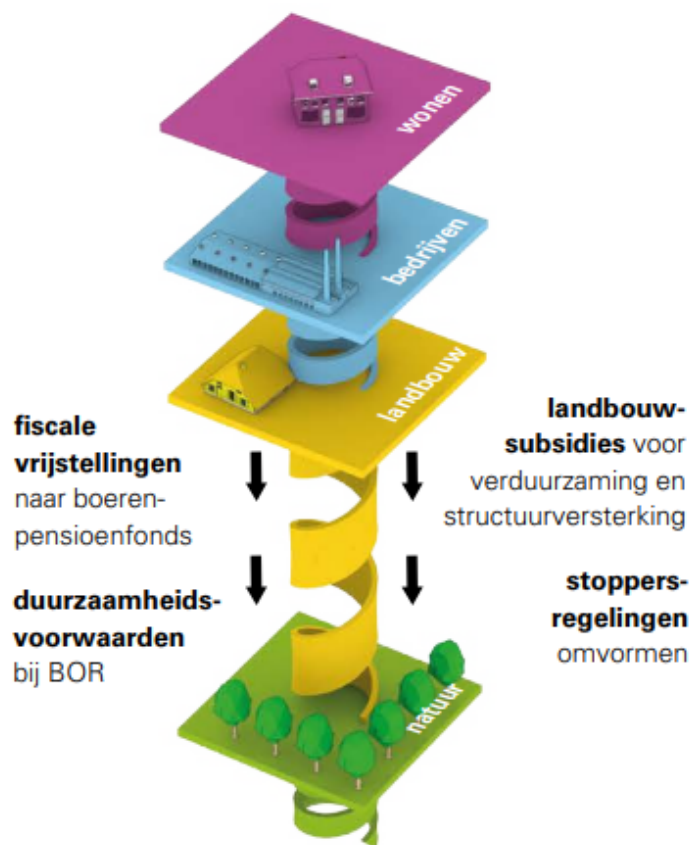 wonen
bedrijven
landbouw
fiscale
vrijstellingen
naar boeren-
pensioenfonds
landbouw-
subsidies voor
verduurzaming en
structuurversterking
duurzaamheids-
voorwaarden
bij BOR
stoppers-
regelingen
omvormen
natuur